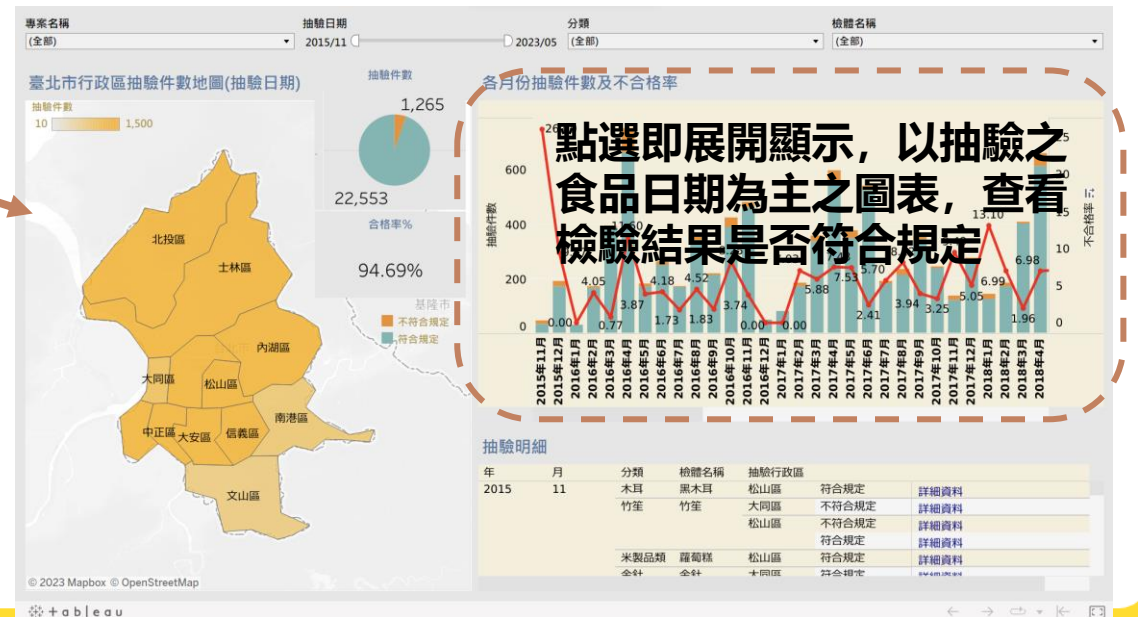 專案名稱
抽驗日期
分類
檢體名稱
(全部)
2015/11
2023/05
(全部)
(全部)
臺北市行政區抽驗件數地圖(抽驗日期)
抽驗件數
10
1,500
北投區
士林區
內湖區
大同區
松山區
中正區
大安區
信義區
南港區
文山區
基隆市
© 2023 Mapbox © OpenStreetMap
抽驗件數
1,265
22,553
合格率%
94.69%
不符合規定
符合規定
各月份抽驗件數及不合格率
點選即展開顯示，以抽驗之
食品日期為主之圖表，查看
檢驗結果是否符合規定
抽驗件數
600
400
200
0
不合格率
25
20
15
10
5
0
0.00
4.05
0.77
3.87
4.18
1.73
4.52
1.83
3.74
0.00
0.00
5.88
7.53
5.70
2.41
3.94
3.25
5.05
13.10
6.99
1.96
6.98
2015年11月
2015年12月
2016年1月
2016年2月
2016年3月
2016年4月
2016年5月
2016年6月
2016年7月
2016年8月
2016年9月
2016年10月
2016年11月
2016年12月
2017年1月
2017年2月
2017年3月
2017年4月
2017年5月
2017年6月
2017年7月
2017年8月
2017年9月
2017年10月
2017年11月
2017年12月
2018年1月
2018年2月
2018年3月
2018年4月
抽驗明細
年 月 分類 檢體名稱 抽驗行政區
2015 11 木耳 黑木耳 松山區 符合規定 詳細資料
竹筀 竹筀 大同區 不符合規定 詳細資料
松山區 不符合規定 詳細資料
符合規定 詳細資料
米製品類 蘿蔔糕 松山區 符合規定 詳細資料
金針 金針 大同區 符合規定 詳細資料
+ a b | e a u